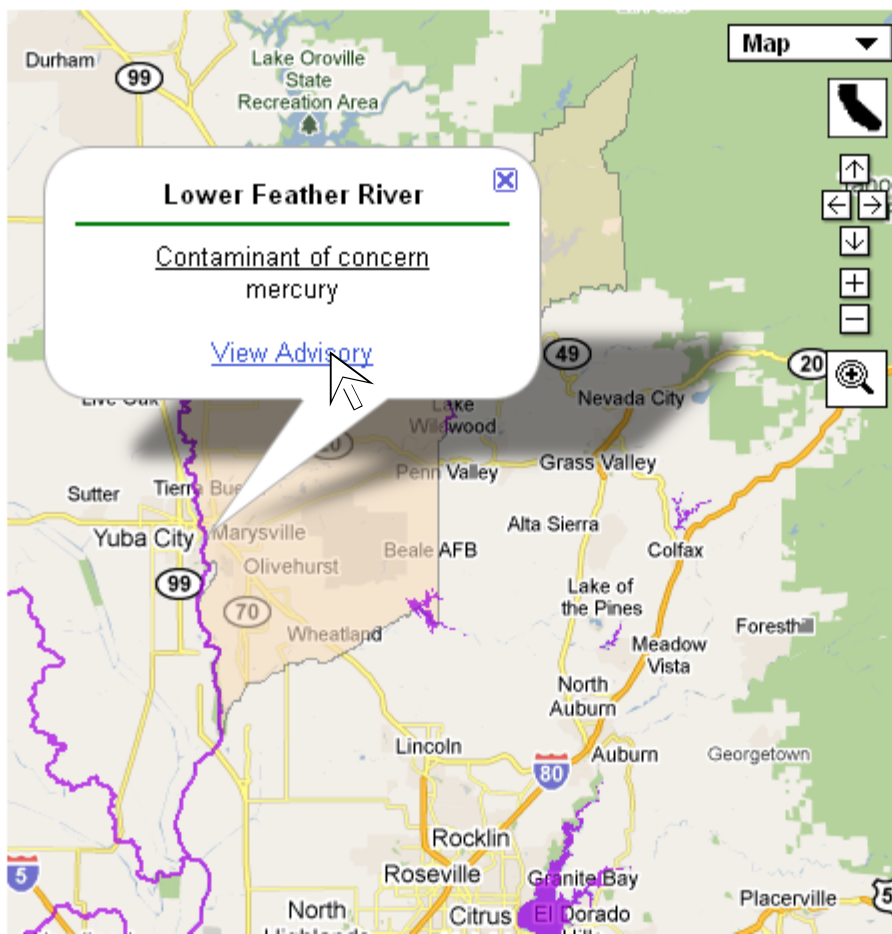 Durham
99
Lake Oroville
State
Recreation Area
Map
Lower Feather River
Contaminant of concern
mercury
View Advisory
49
20
Nevada City
Live Oak
Lake
Wildwood
20
Penn Valley
Grass Valley
Sutter
Yuba City
Marysville
Alta Sierra
Beale AFB
Colfax
Olivehurst
99
70
Lake of
the Pines
Wheatland
Foresthill
Meadow
Vista
North
Auburn
Lincoln
80
Auburn
Georgetown
Rocklin
5
Roseville
Granite Bay
Placerville
North
Citrus
El Dorado